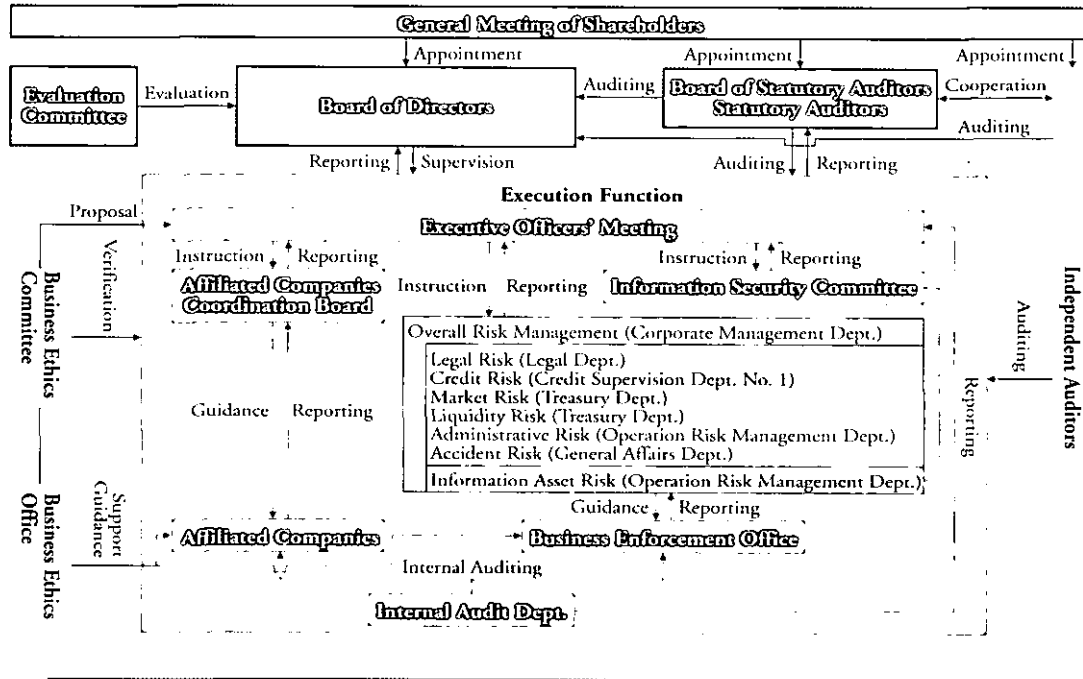 General Meeting of Shareholders
Appointment
Appointment
Appointment
Evaluation
Committee
Evaluation
Board of Directors
Auditing
Board of Statutory Auditors
Statutory Auditors
Cooperation
Auditing
Reporting
Supervision
Auditing
Reporting
Execution Function
Proposal
Executive Officers' Meeting
Verification
Instruction
Reporting
Instruction
Reporting
Instruction
Reporting
Affiliated Companies
Coordination Board
Information Security Committee
Business Ethics
Committee
Overall Risk Management (Corporate Management Dept.)
Legal Risk (Legal Dept.)
Credit Risk (Credit Supervision Dept. No. 1)
Market Risk (Treasury Dept.)
Liquidity Risk (Treasury Dept.)
Administrative Risk (Operation Risk Management Dept.)
Accident Risk (General Affairs Dept.)
Information Asset Risk (Operation Risk Management Dept.)
Guidance
Reporting
Auditing
Independent Auditors
Reporting
Guidance
Reporting
Support
Guidance
Business Ethics
Office
Affiliated Companies
Business Enforcement Office
Internal Auditing
Internal Audit Dept.